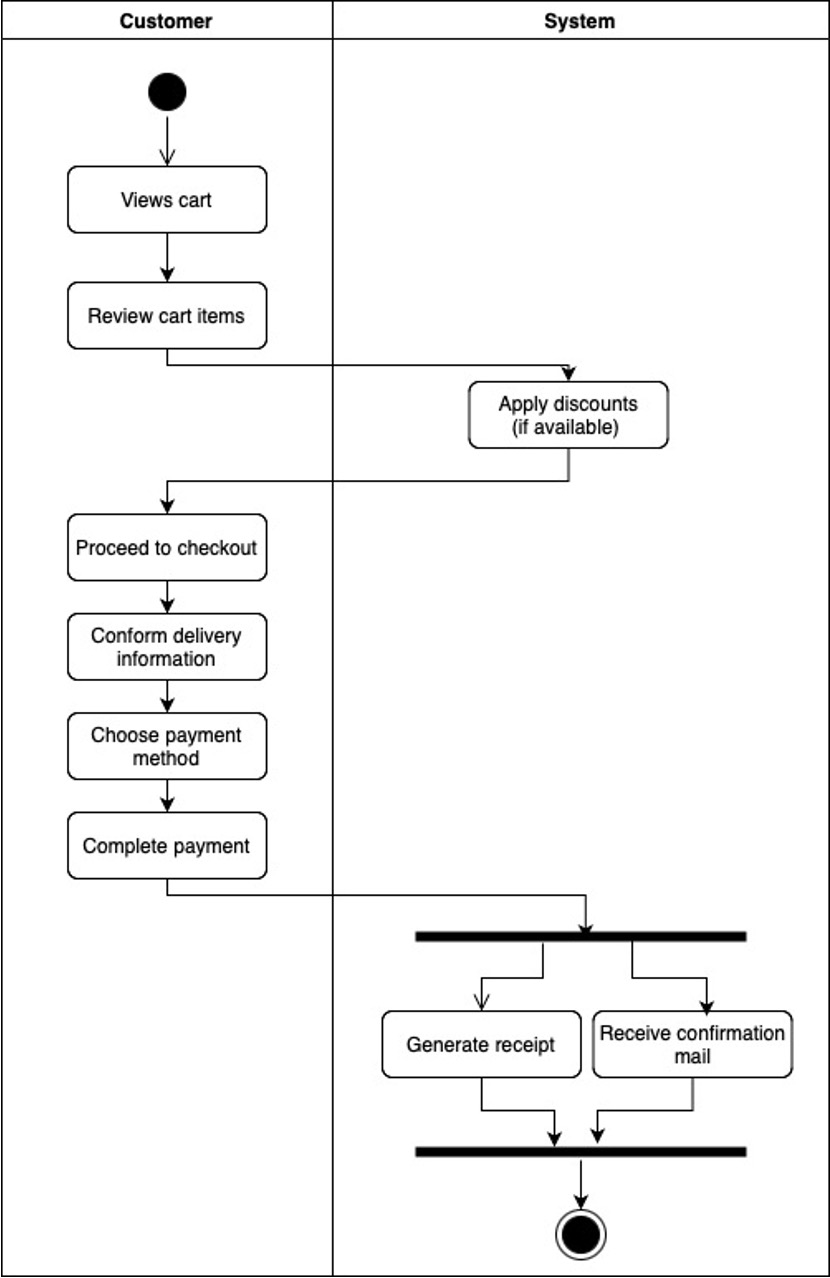 Customer
System
Views cart
Review cart items
Apply discounts
(if available)
Proceed to checkout
Conform delivery
information
Choose payment
method
Complete payment
Generate receipt
Receive confirmation
mail